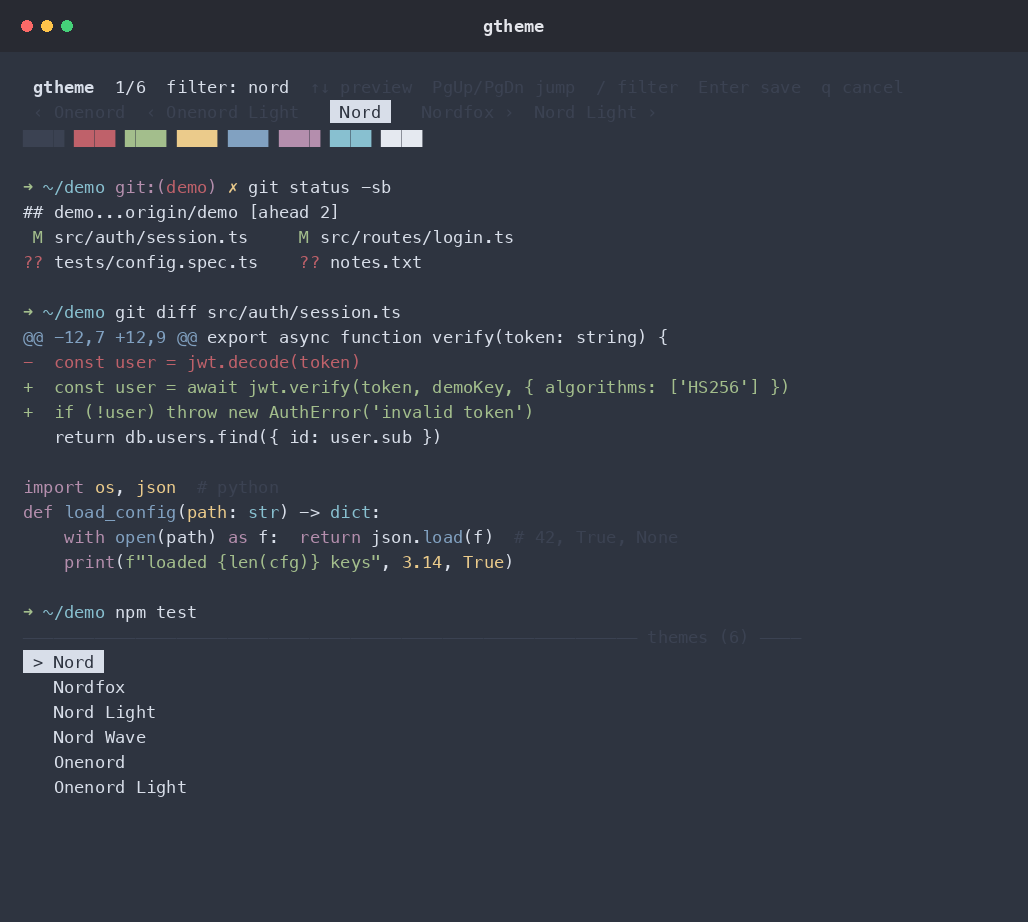 gtheme
gtheme  1/6  filter: nord  ↑↓ preview  PgUp/PgDn jump  / filter  Enter save  q cancel
‹ Onenord  ‹ Onenord Light   Nord   Nordfox ›  Nord Light ›
➜ ~/demo git:(demo) ✗ git status -sb
## demo...origin/demo [ahead 2]
 M src/auth/session.ts     M src/routes/login.ts
?? tests/config.spec.ts    ?? notes.txt
➜ ~/demo git diff src/auth/session.ts
@@ -12,7 +12,9 @@ export async function verify(token: string) {
-  const user = jwt.decode(token)
+  const user = await jwt.verify(token, demoKey, { algorithms: ['HS256'] })
+  if (!user) throw new AuthError('invalid token')
   return db.users.find({ id: user.sub })
import os, json  # python
def load_config(path: str) -> dict:
    with open(path) as f:  return json.load(f)  # 42, True, None
    print(f"loaded {len(cfg)} keys", 3.14, True)
➜ ~/demo npm test
themes (6)
> Nord
Nordfox
Nord Light
Nord Wave
Onenord
Onenord Light